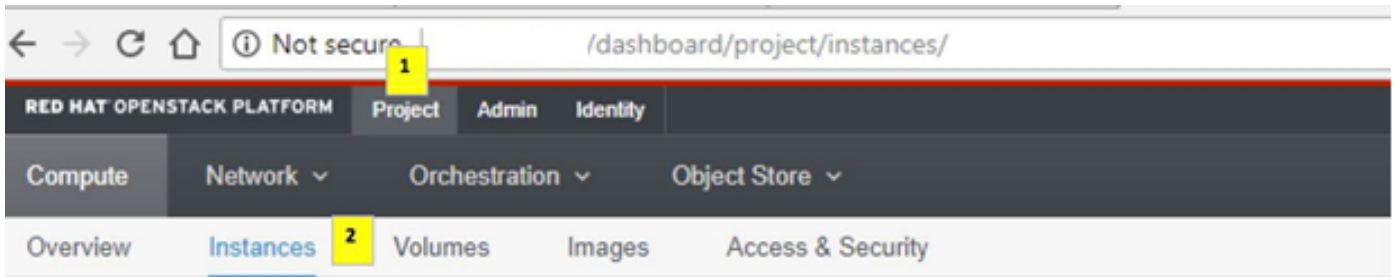 Not secure /dashboard/project/instances/
1
RED HAT OPENSTACK PLATFORM Project Admin Identity
Compute Network Orchestration Object Store
Overview Instances 2 Volumes Images Access & Security